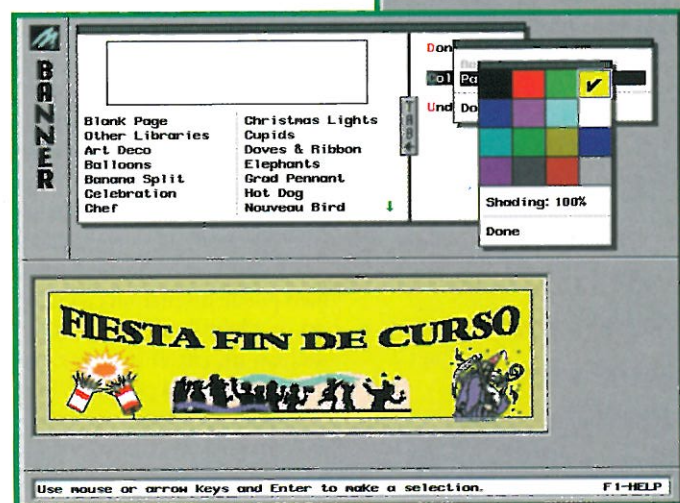 BANNER
Blank Page
Other Libraries
Art Deco
Balloons
Banana Split
Celebration
Chef
Christmas Lights
Cupids
Doves & Ribbon
Elephants
Grad Pennant
Hot Dog
Nouveau Bird
TAB
Don
Col
Und
Pa
Do
Shading: 100%
Done
FIESTA FIN DE CURSO
Use mouse or arrow Keys and Enter to make a selection.
F1-HELP